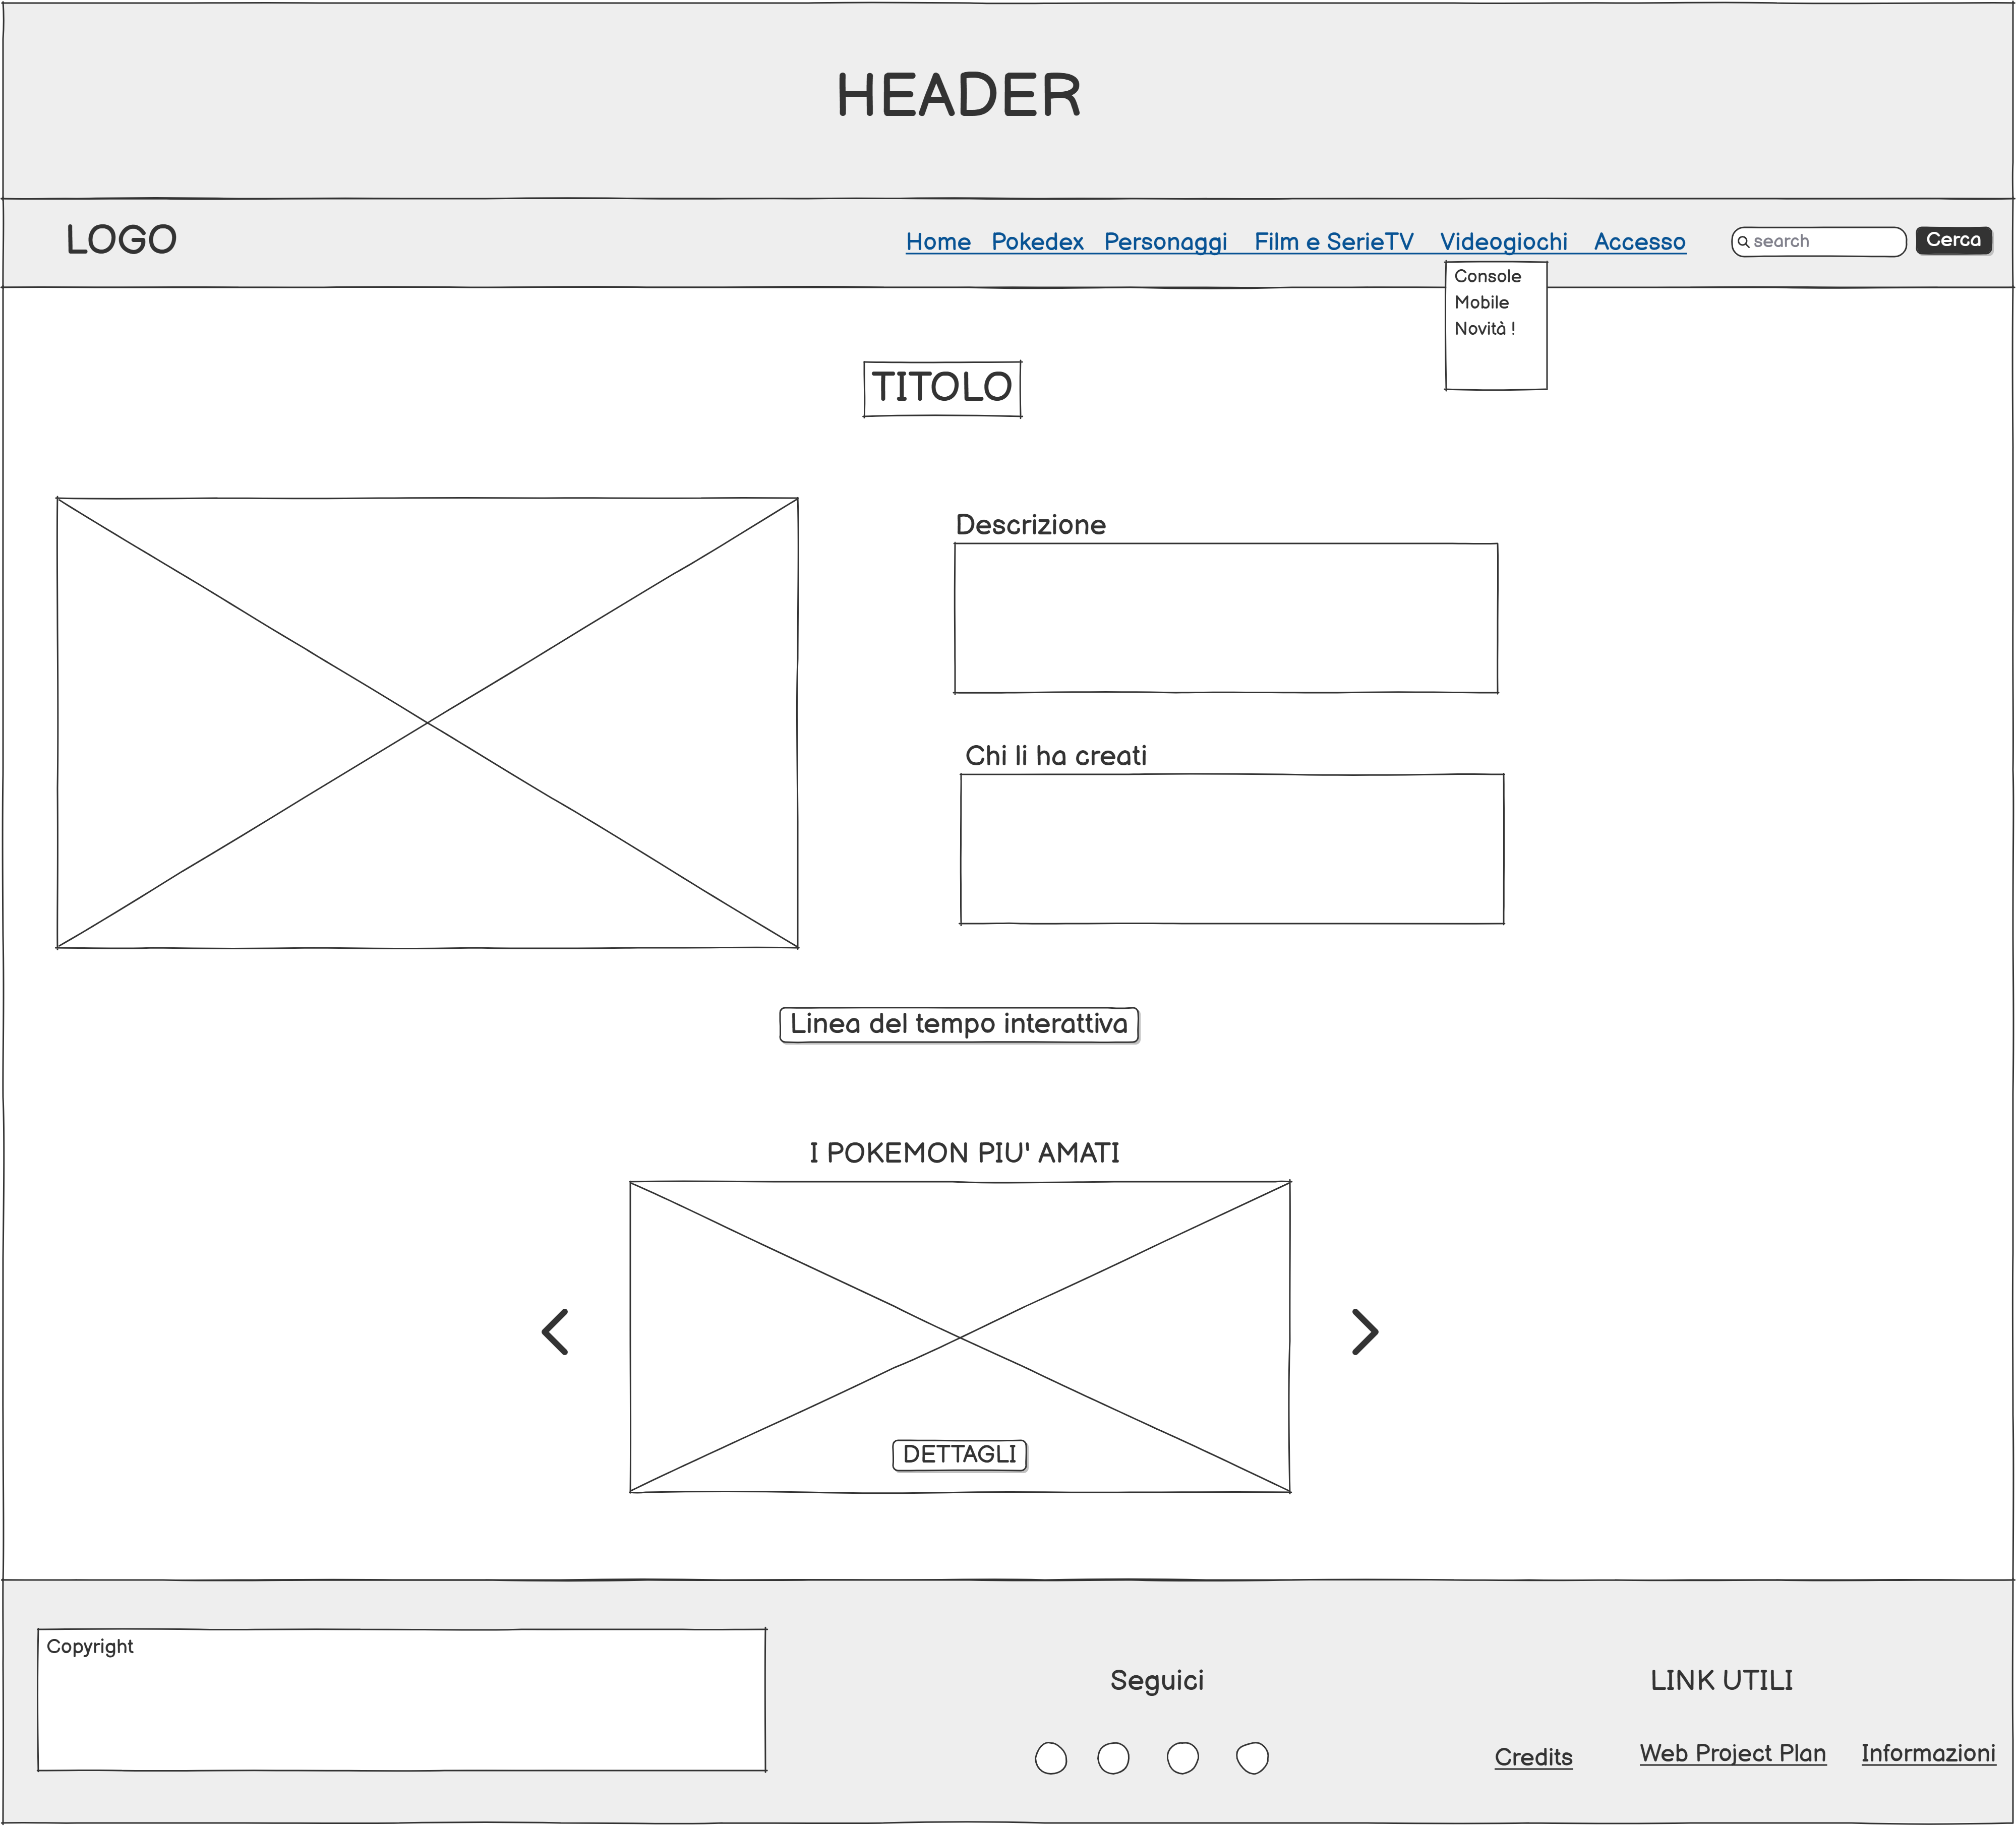 HEADER
LOGO
Home Pokedex Personaggi Film e SerieTV Videogiochi Accesso
search
Cerca
Console
Mobile
Novità !
TITOLO
Descrizione
Chi li ha creati
Linea del tempo interattiva
I POKEMON PIU' AMATI
DETTAGLI
Copyright
Seguici
LINK UTILI
Credits
Web Project Plan
Informazioni